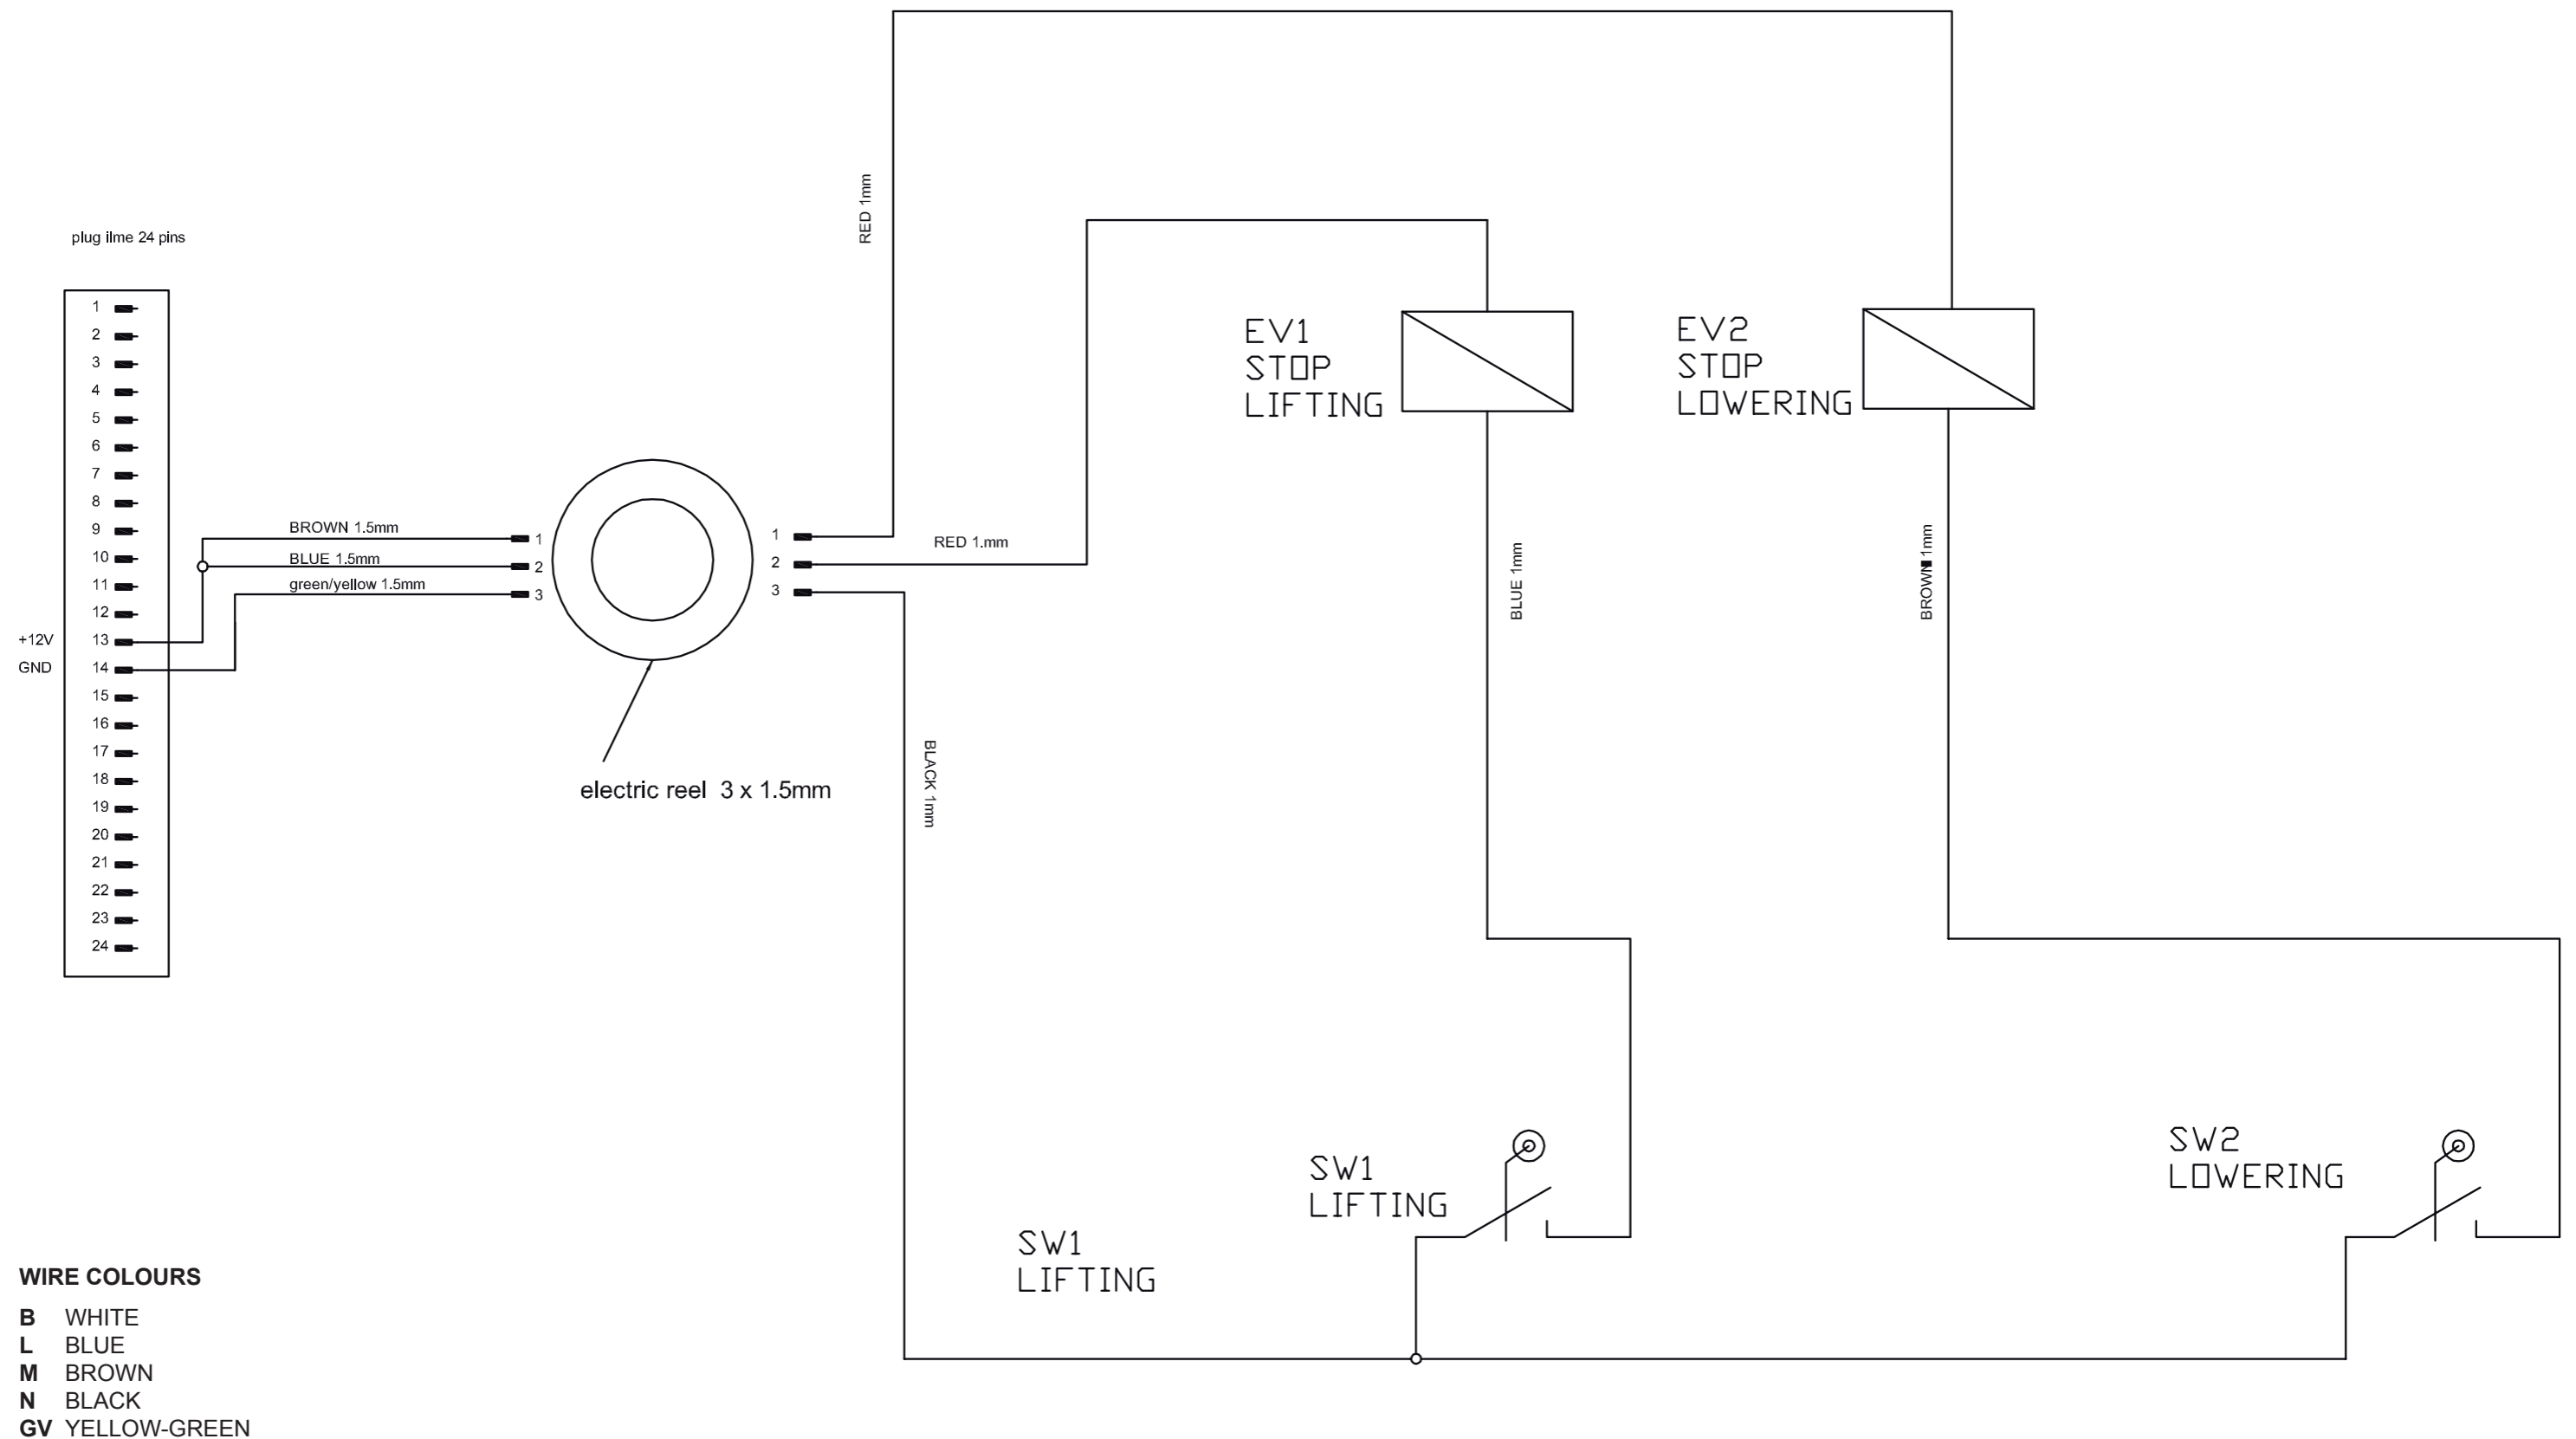 plug ilme 24 pins
1
2
3
4
5
6
7
8
9
10
11
12
+12V 13
GND 14
15
16
17
18
19
20
21
22
23
24
BROWN 1.5mm
BLUE 1.5mm
green/yellow 1.5mm
1
2
3
electric reel 3 x 1.5mm
1
2
3
RED 1mm
RED 1.mm
BLACK 1mm
EV1
STOP
LIFTING
EV2
STOP
LOWERING
BLUE 1mm
BROWN 1mm
SW1
LIFTING
SW1
LIFTING
SW2
LOWERING
WIRE COLOURS
B WHITE
L BLUE
M BROWN
N BLACK
GV YELLOW-GREEN